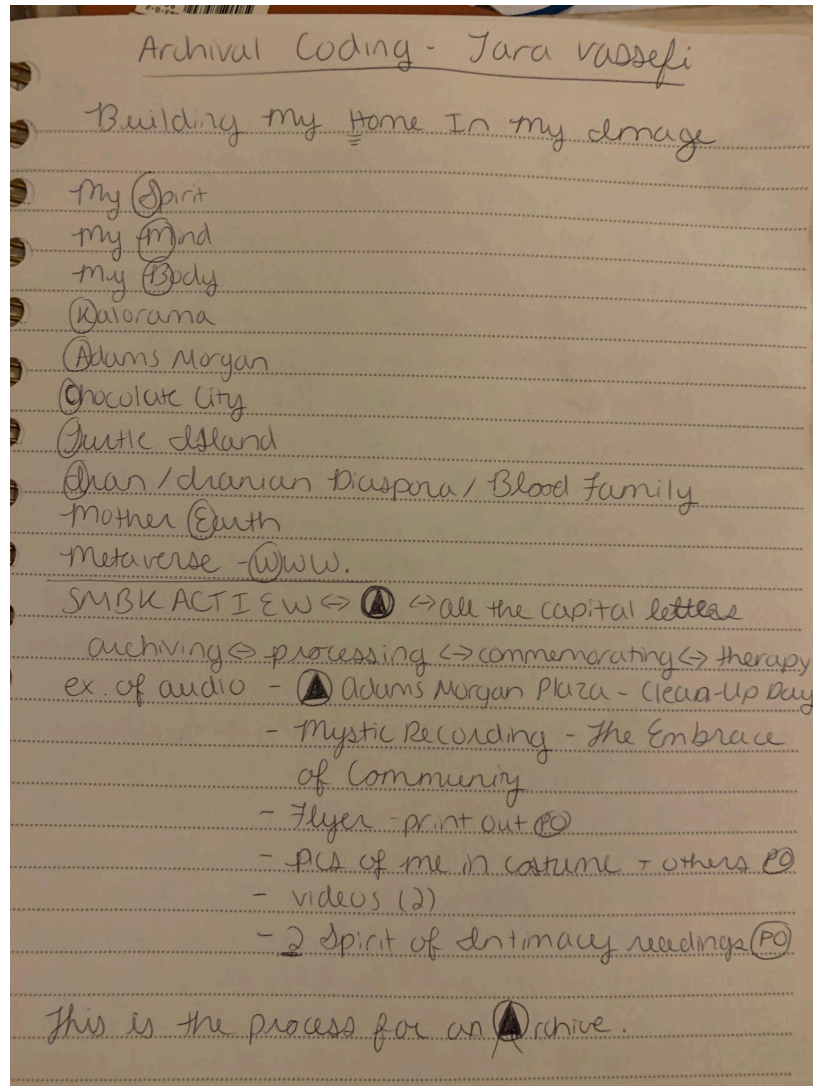 Archival Coding - Tara Vassefi
Building My Home In My Image
My Spirit
My Mind
My Body
Kalorama
Adams Morgan
Chocolate City
Turtle Island
Iran / Iranian Diaspora / Blood Family
Mother Earth
Metaverse - WWW.
SMBKACTIEW <-> A <-> all the capital letters
archiving <-> processing <-> commemorating <-> therapy
ex. of audio - A Adams Morgan Plaza - Clean-Up Day
- Mystic Recording - The Embrace
of Community
- Flyer - print out PO
- pics of me in costume + others PO
- videos (2)
- 2 Spirit of Intimacy readings PO
This is the process for an Archive.